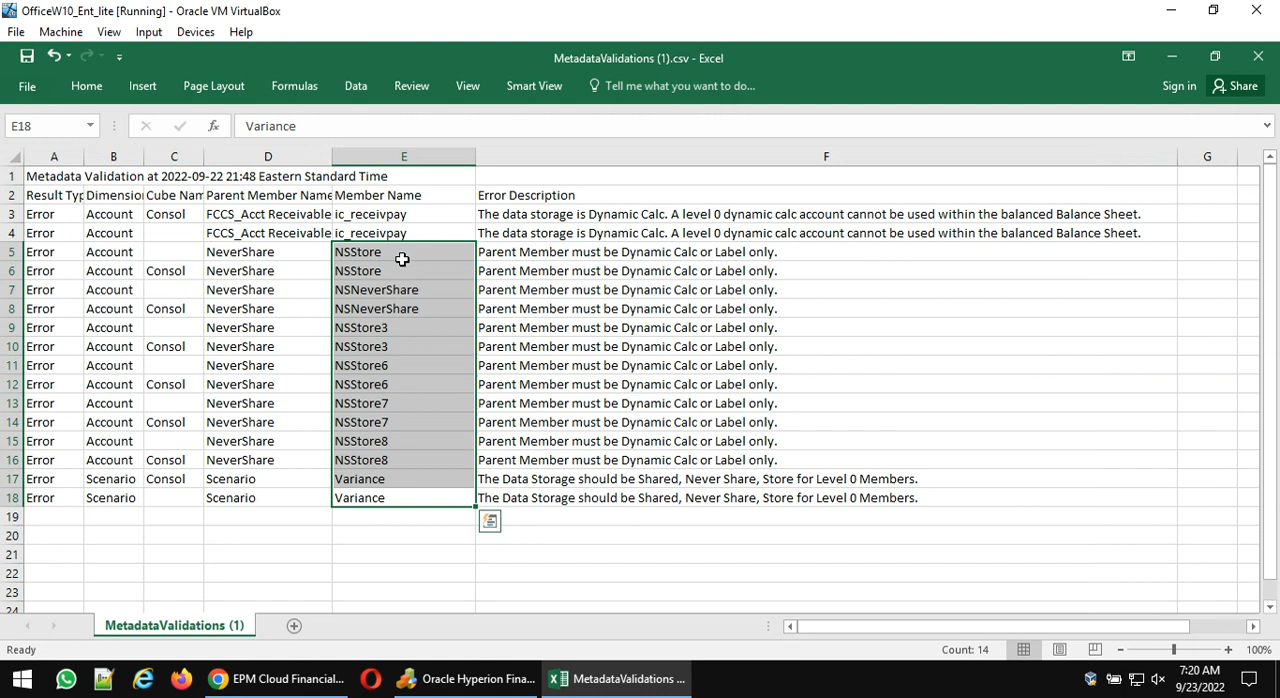 OfficeW10_Ent_lite [Running] - Oracle VM VirtualBox
File Machine View Input Devices Help
MetadataValidations (1).csv - Excel
File Home Insert Page Layout Formulas Data Review View Smart View Tell me what you want to do... Sign in Share
E18 fx Variance
A B C D E F G
1 Metadata Validation at 2022-09-22 21:48 Eastern Standard Time
2 Result Typ Dimension Cube Nam Parent Member Name Member Name Error Description
3 Error Account Consol FCCS_Acct Receivable ic_receivpay The data storage is Dynamic Calc. A level 0 dynamic calc account cannot be used within the balanced Balance Sheet.
4 Error Account FCCS_Acct Receivable ic_receivpay The data storage is Dynamic Calc. A level 0 dynamic calc account cannot be used within the balanced Balance Sheet.
5 Error Account NeverShare NSStore Parent Member must be Dynamic Calc or Label only.
6 Error Account Consol NeverShare NSStore Parent Member must be Dynamic Calc or Label only.
7 Error Account NeverShare NSNeverShare Parent Member must be Dynamic Calc or Label only.
8 Error Account Consol NeverShare NSNeverShare Parent Member must be Dynamic Calc or Label only.
9 Error Account NeverShare NSStore3 Parent Member must be Dynamic Calc or Label only.
10 Error Account Consol NeverShare NSStore3 Parent Member must be Dynamic Calc or Label only.
11 Error Account NeverShare NSStore6 Parent Member must be Dynamic Calc or Label only.
12 Error Account Consol NeverShare NSStore6 Parent Member must be Dynamic Calc or Label only.
13 Error Account NeverShare NSStore7 Parent Member must be Dynamic Calc or Label only.
14 Error Account Consol NeverShare NSStore7 Parent Member must be Dynamic Calc or Label only.
15 Error Account NeverShare NSStore8 Parent Member must be Dynamic Calc or Label only.
16 Error Account Consol NeverShare NSStore8 Parent Member must be Dynamic Calc or Label only.
17 Error Scenario Consol Scenario Variance The Data Storage should be Shared, Never Share, Store for Level 0 Members.
18 Error Scenario Scenario Variance The Data Storage should be Shared, Never Share, Store for Level 0 Members.
19
20
21
22
23
24
MetadataValidations (1)
Ready Count: 14 100%
EPM Cloud Financial... Oracle Hyperion Fina... MetadataValidations ... 7:20 AM
9/23/2022